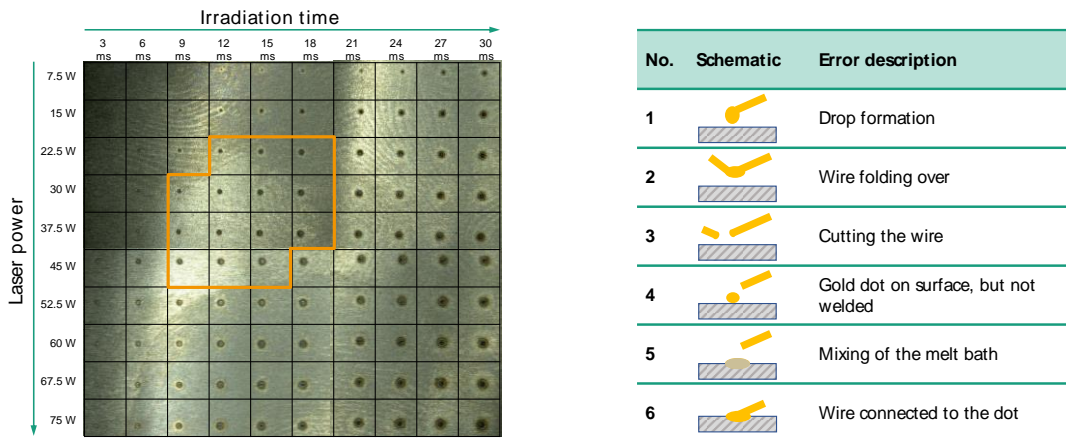 Irradiation time
3 ms
6 ms
9 ms
12 ms
15 ms
18 ms
21 ms
24 ms
27 ms
30 ms
Laser power
7.5 W
15 W
22.5 W
30 W
37.5 W
45 W
52.5 W
60 W
67.5 W
75 W
No. Schematic Error description
1 Drop formation
2 Wire folding over
3 Cutting the wire
4 Gold dot on surface, but not
welded
5 Mixing of the melt bath
6 Wire connected to the dot